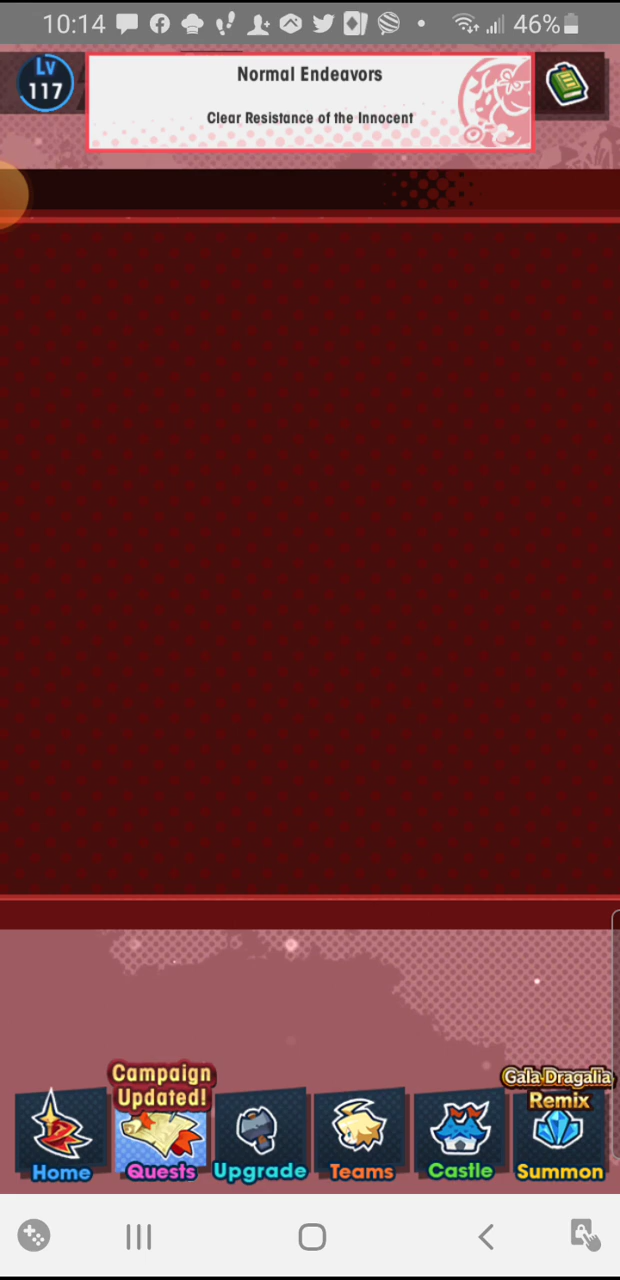 10:14
46%
Lv
117
Normal Endeavors
Clear Resistance of the Innocent
Campaign
Updated!
Gala Dragalia
Remix
Home
Quests
Upgrade
Teams
Castle
Summon